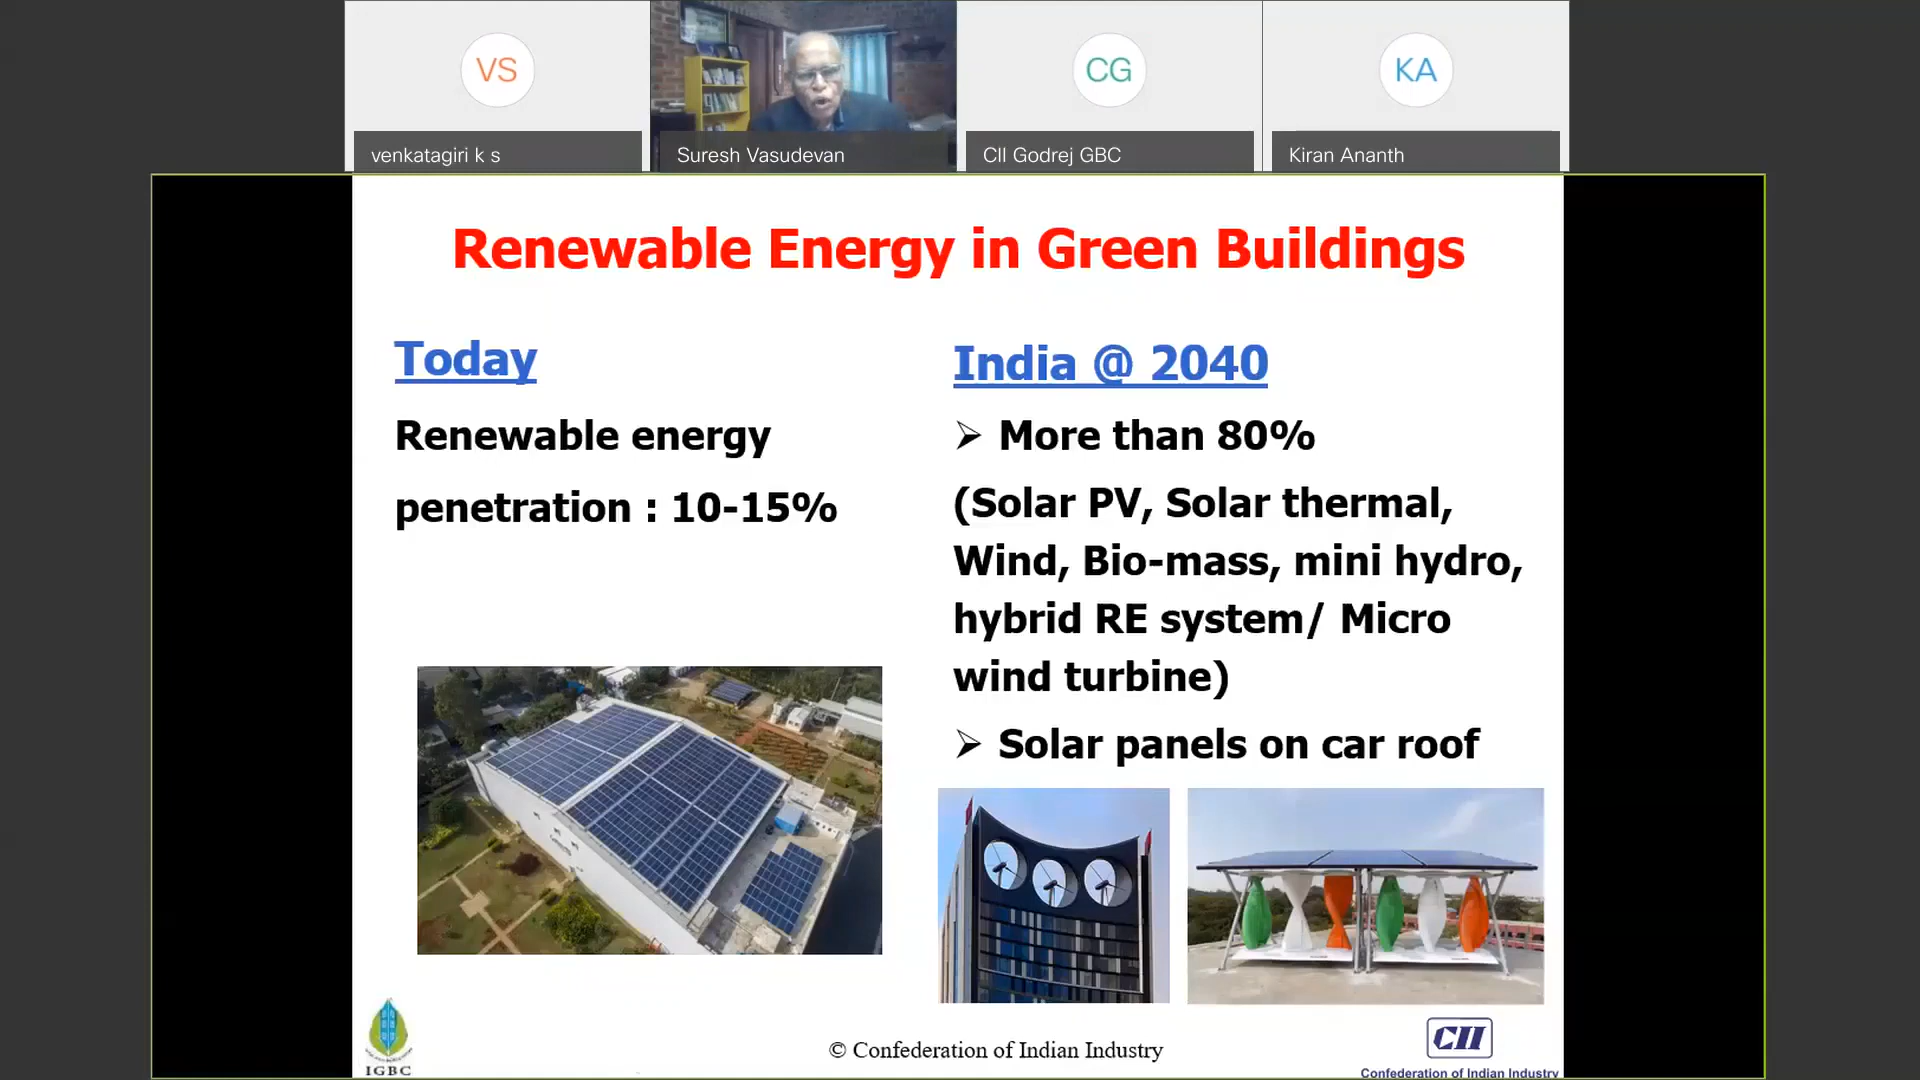 VS
CG
KA
venkatagiri k s
Suresh Vasudevan
CII Godrej GBC
Kiran Ananth
Renewable Energy in Green Buildings
Today
Renewable energy
penetration : 10-15%
India @ 2040
➢ More than 80%
(Solar PV, Solar thermal,
Wind, Bio-mass, mini hydro,
hybrid RE system/ Micro
wind turbine)
➢ Solar panels on car roof
IGBC
© Confederation of Indian Industry
CII
Confederation of Indian Industry